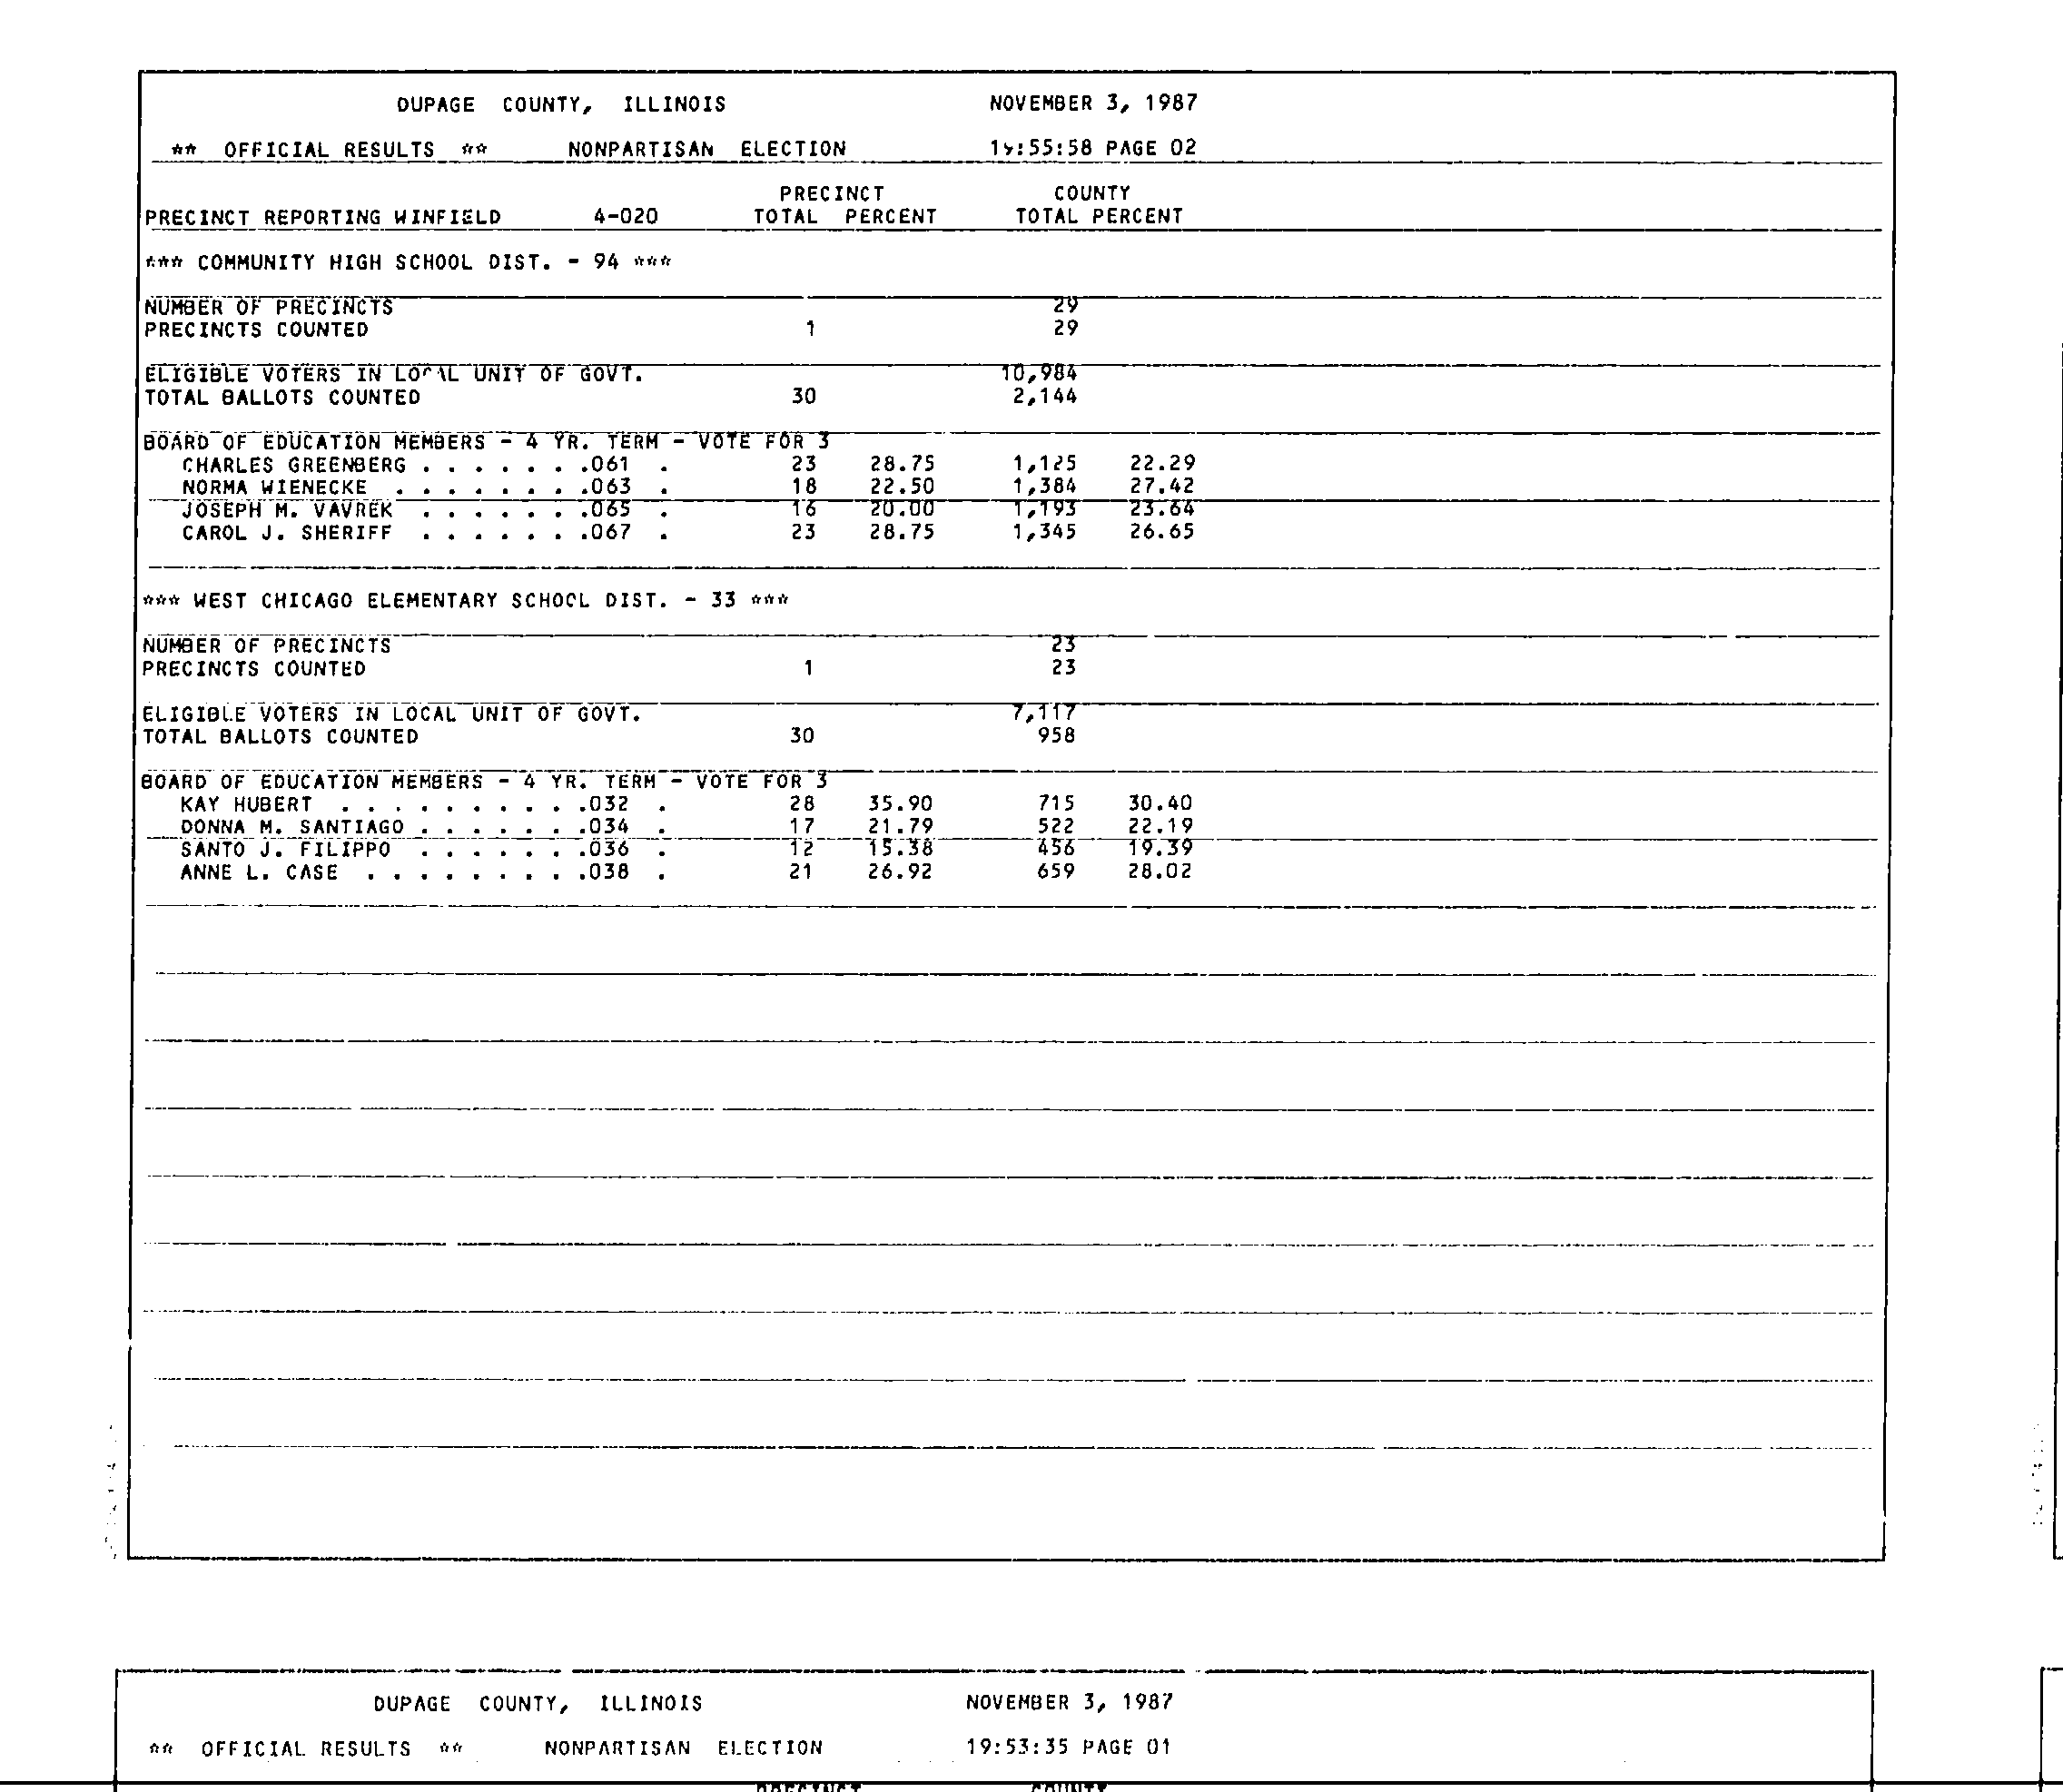 DUPAGE COUNTY, ILLINOIS NOVEMBER 3, 1987
** OFFICIAL RESULTS ** NONPARTISAN ELECTION 19:55:58 PAGE 02
PRECINCT COUNTY
PRECINCT REPORTING WINFIELD 4-020 TOTAL PERCENT TOTAL PERCENT
*** COMMUNITY HIGH SCHOOL DIST. - 94 ***
NUMBER OF PRECINCTS 29
PRECINCTS COUNTED 1 29
ELIGIBLE VOTERS IN LOCAL UNIT OF GOVT. 10,984
TOTAL BALLOTS COUNTED 30 2,144
BOARD OF EDUCATION MEMBERS - 4 YR. TERM - VOTE FOR 3
CHARLES GREENBERG . . . . . . .061 . 23 28.75 1,125 22.29
NORMA WIENECKE . . . . . . . .063 . 18 22.50 1,384 27.42
JOSEPH M. VAVREK . . . . . . .065 . 16 20.00 1,193 23.64
CAROL J. SHERIFF . . . . . . .067 . 23 28.75 1,345 26.65
*** WEST CHICAGO ELEMENTARY SCHOOL DIST. - 33 ***
NUMBER OF PRECINCTS 23
PRECINCTS COUNTED 1 23
ELIGIBLE VOTERS IN LOCAL UNIT OF GOVT. 7,117
TOTAL BALLOTS COUNTED 30 958
BOARD OF EDUCATION MEMBERS - 4 YR. TERM - VOTE FOR 3
KAY HUBERT . . . . . . . . . .032 . 28 35.90 715 30.40
DONNA M. SANTIAGO . . . . . . .034 . 17 21.79 522 22.19
SANTO J. FILIPPO . . . . . . .036 . 12 15.38 456 19.39
ANNE L. CASE . . . . . . . . .038 . 21 26.92 659 28.02
DUPAGE COUNTY, ILLINOIS NOVEMBER 3, 1987
** OFFICIAL RESULTS ** NONPARTISAN ELECTION 19:53:35 PAGE 01
PRECINCT COUNTY